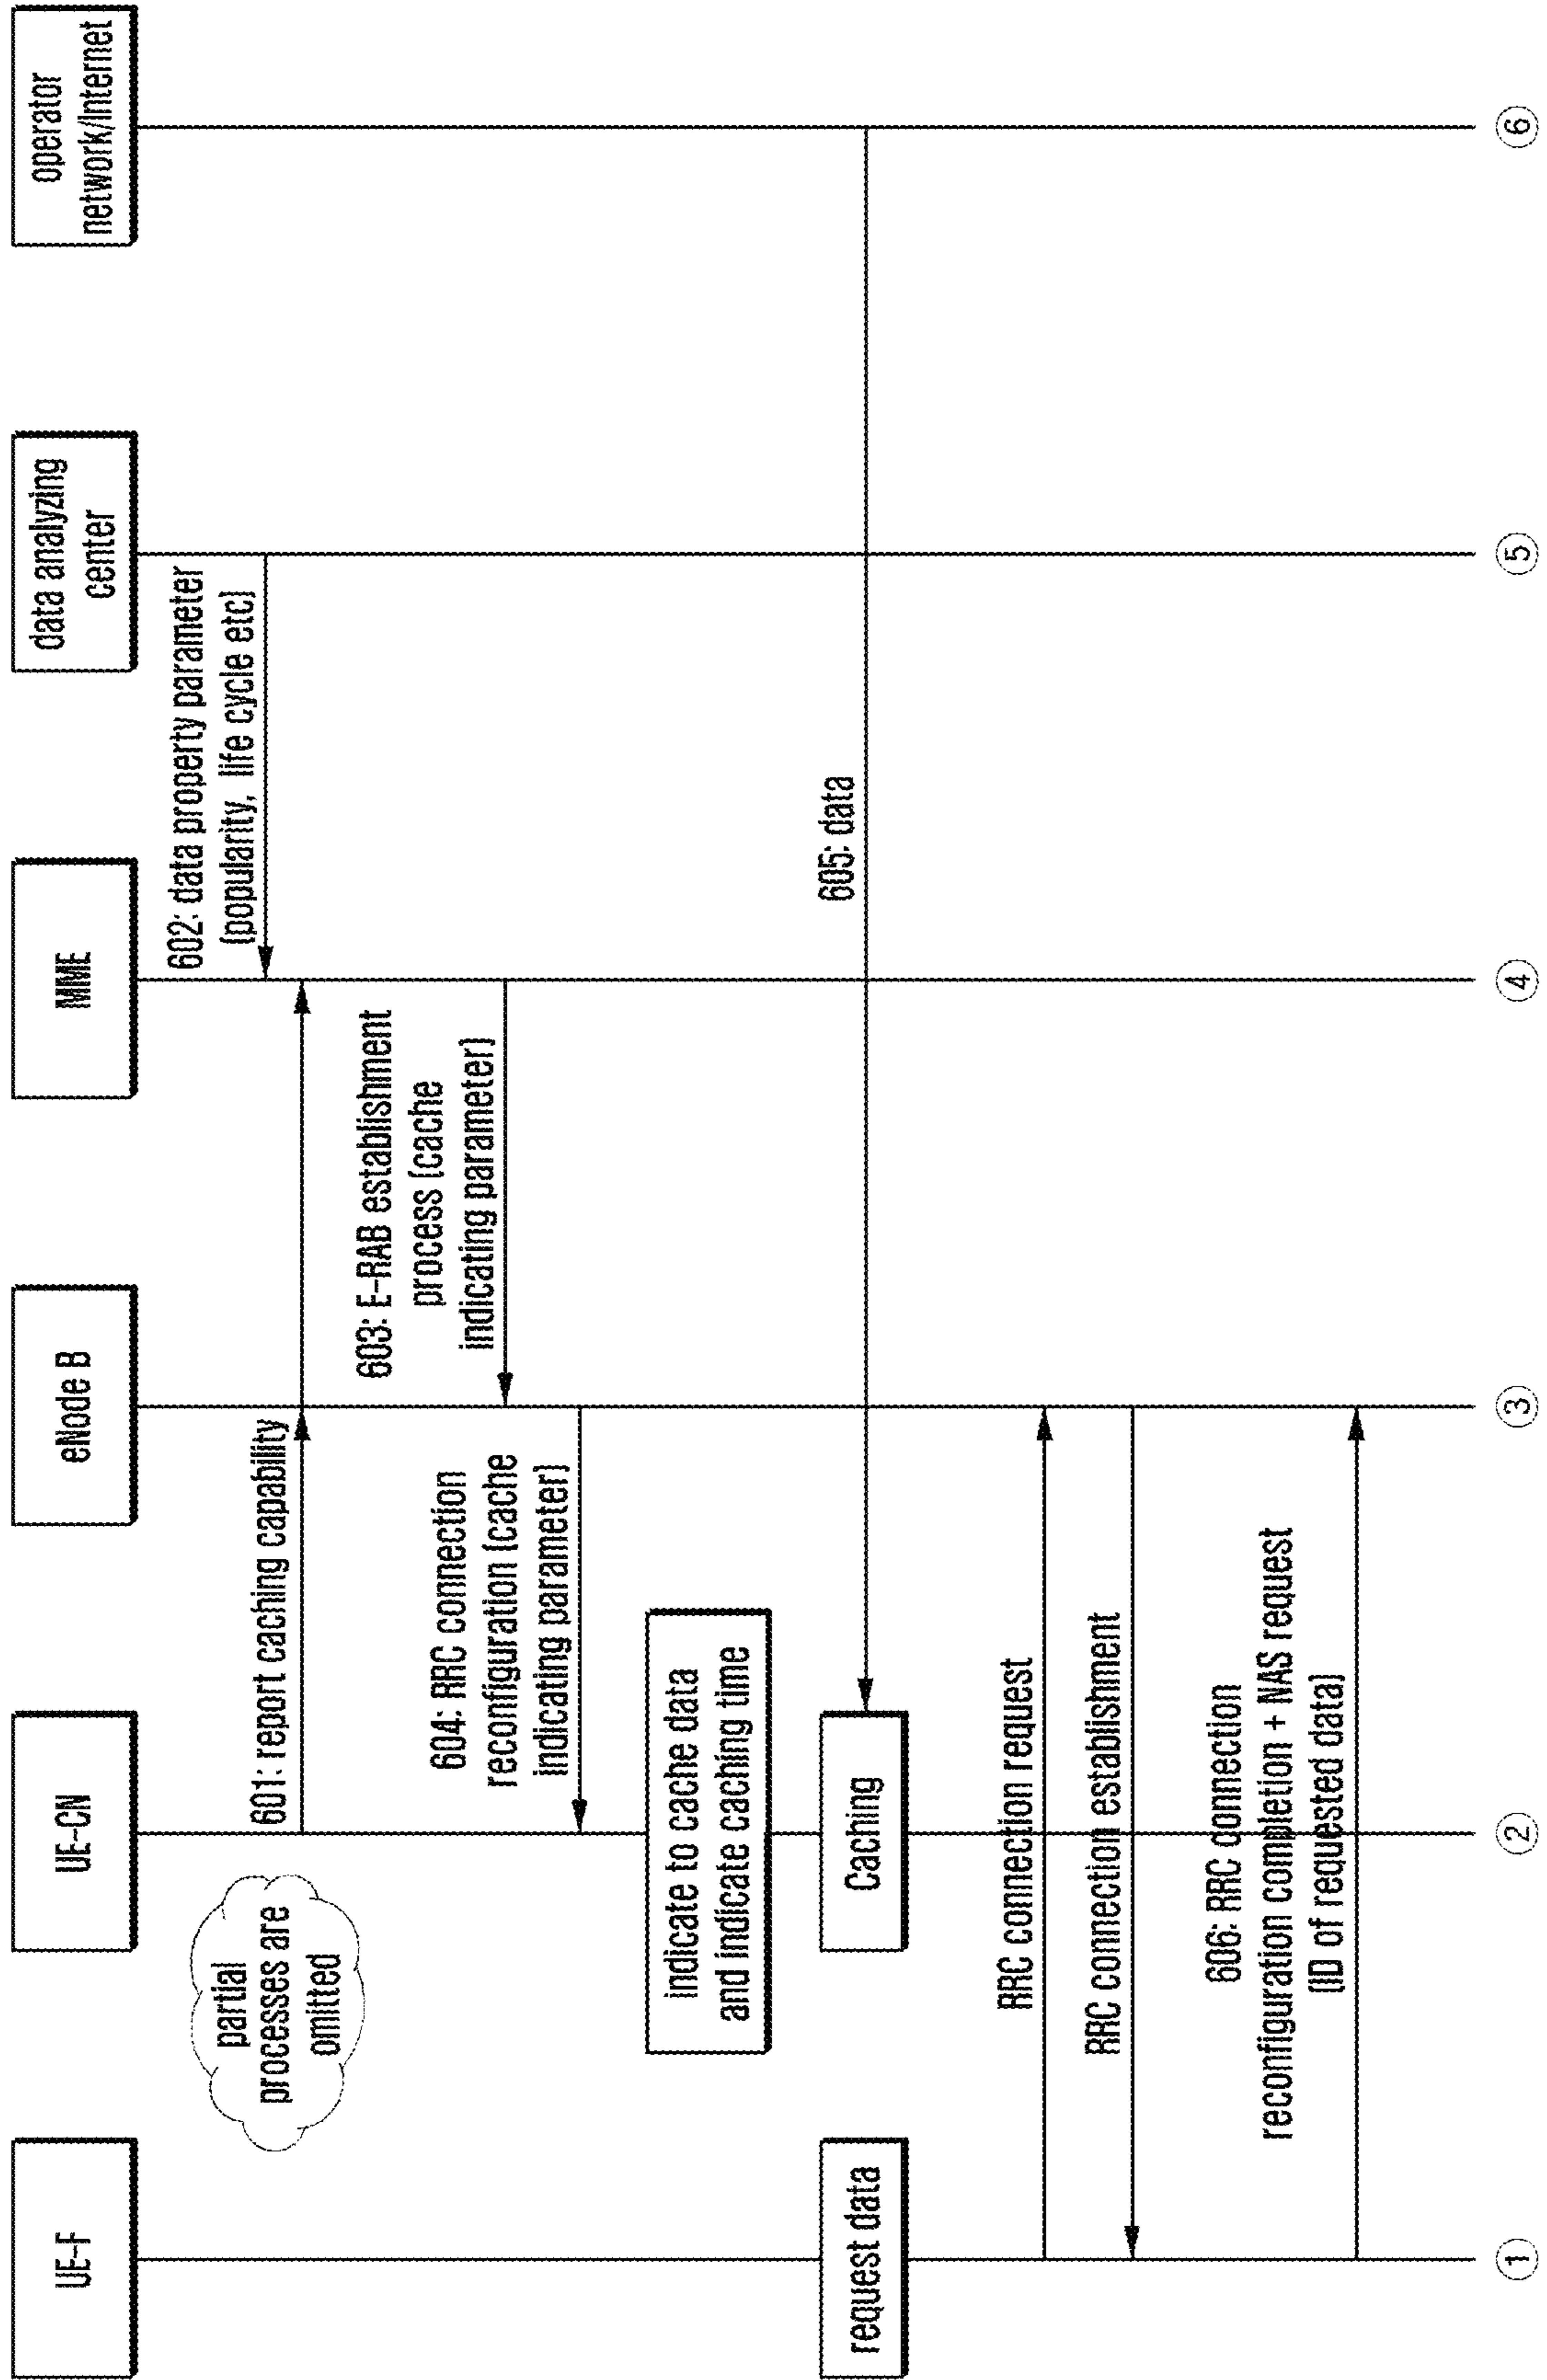 UE-F
UE-CN
eNode B
MME
data analyzing
center
operator
network/Internet
partial
processes are
omitted
602: data property parameter
(popularity, life cycle etc)
601: report caching capability
603: E-RAB establishment
process (cache
indicating parameter)
604: RRC connection
reconfiguration (cache
indicating parameter)
indicate to cache data
and indicate caching time
request data
Caching
605: data
RRC connection request
RRC connection establishment
606: RRC connection
reconfiguration completion + NAS request
(ID of requested data)
1
2
3
4
5
6